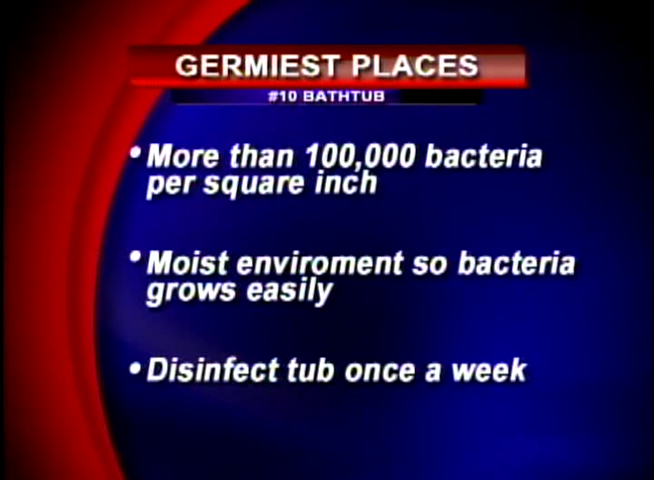 GERMIEST PLACES
#10 BATHTUB
• More than 100,000 bacteria
per square inch
• Moist enviroment so bacteria
grows easily
• Disinfect tub once a week